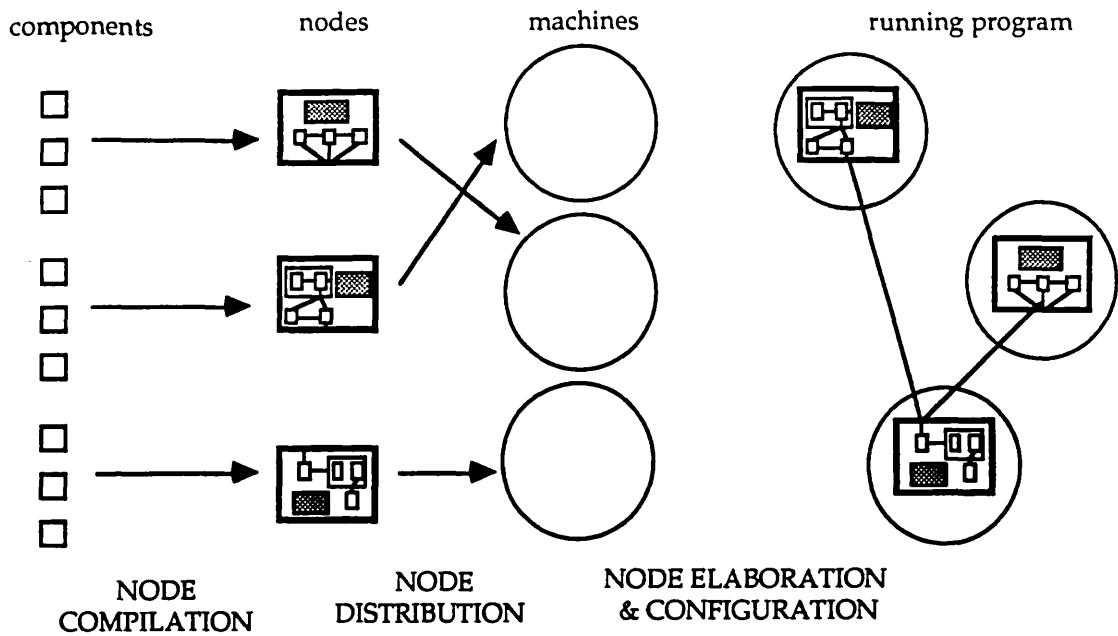 components
nodes
machines
running program
NODE
COMPILATION
NODE
DISTRIBUTION
NODE ELABORATION
& CONFIGURATION